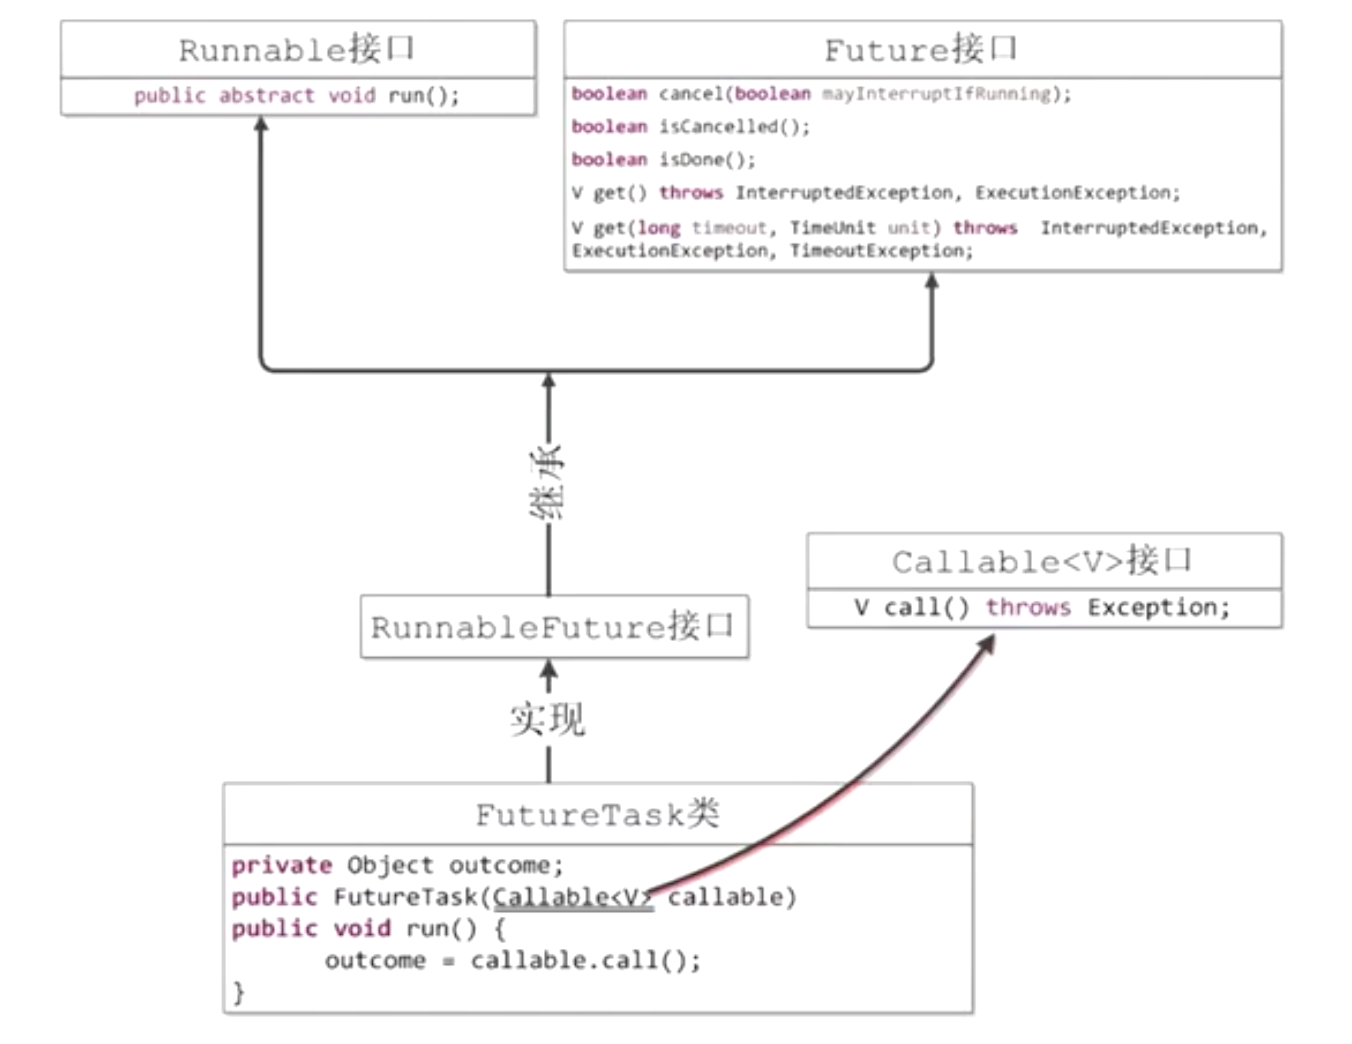 Runnable接口
public abstract void run();
Future接口
boolean cancel(boolean mayInterruptIfRunning);
boolean isCancelled();
boolean isDone();
V get() throws InterruptedException, ExecutionException;
V get(long timeout, TimeUnit unit) throws InterruptedException,
ExecutionException, TimeoutException;
继承
Callable<V>接口
V call() throws Exception;
RunnableFuture接口
实现
FutureTask类
private Object outcome;
public FutureTask(Callable<V> callable)
public void run() {
outcome = callable.call();
}